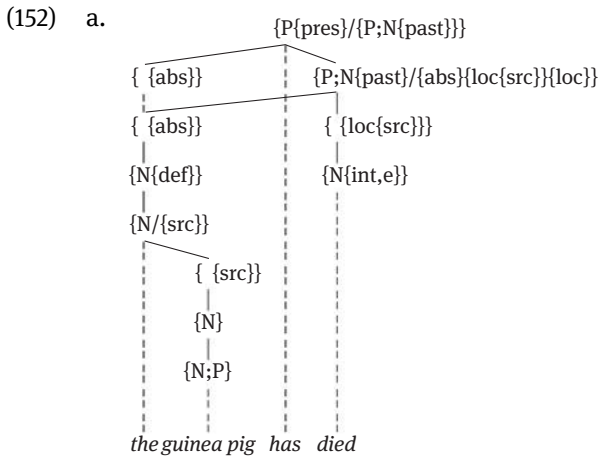 (152) a. {P{pres}/{P;N{past}}}
{ {abs}} {P;N{past}/{abs}{loc{src}}{loc}}
{ {abs}} { {loc{src}}}
{N{def}} {N{int,e}}
{N/{src}}
{ {src}}
{N}
{N;P}
the guinea pig has died